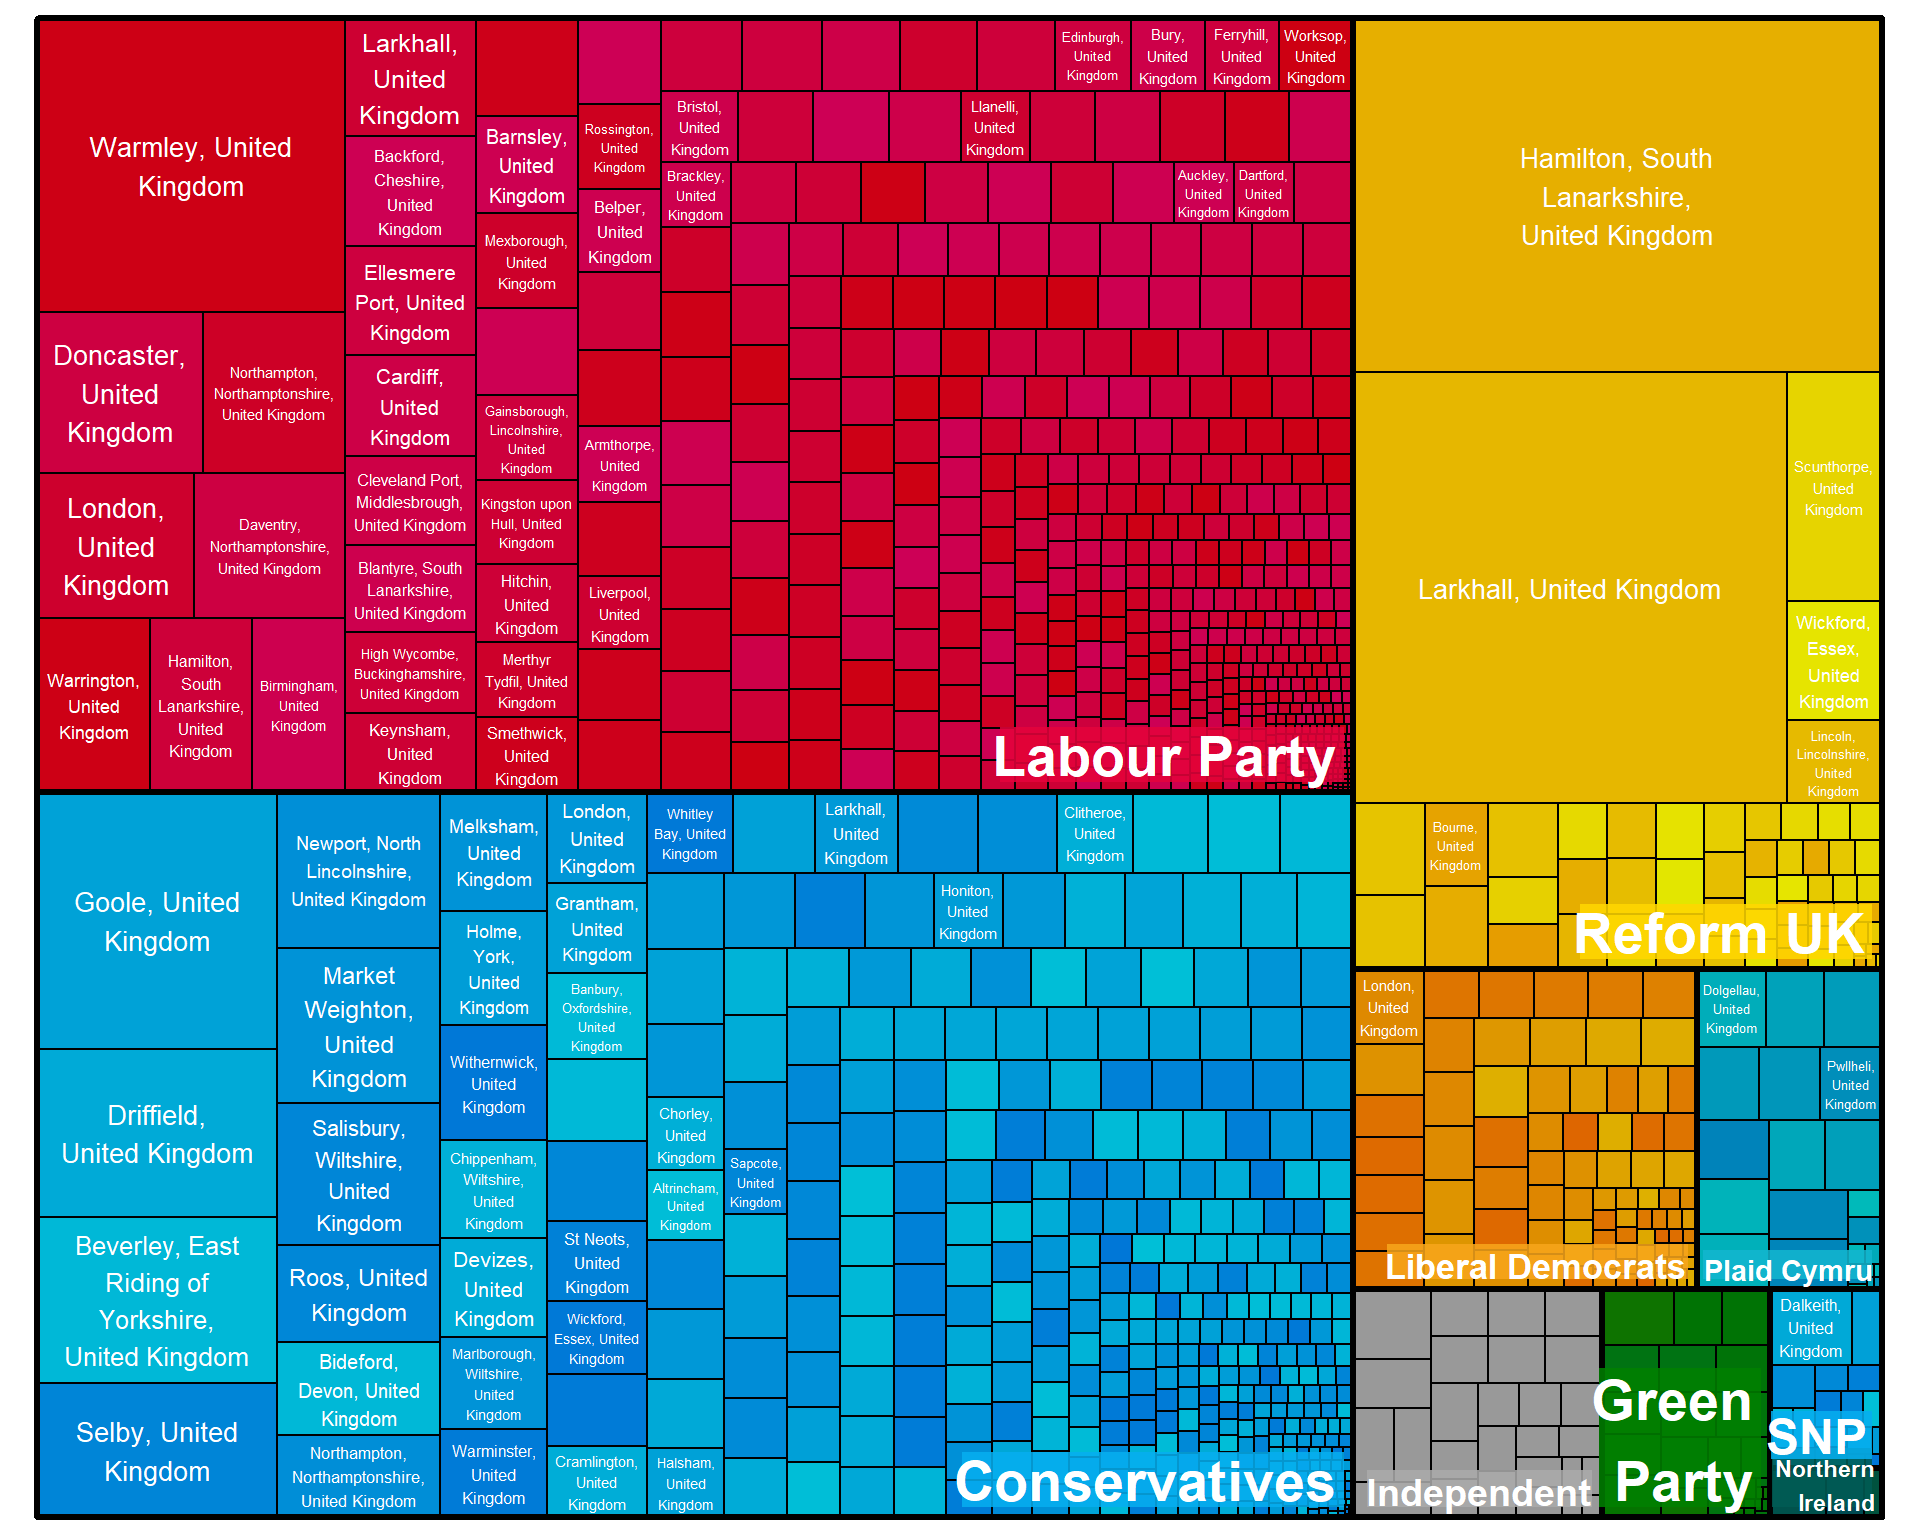 Warmley, United
Kingdom
Doncaster,
United
Kingdom
Northampton,
Northamptonshire,
United Kingdom
London,
United
Kingdom
Daventry,
Northamptonshire,
United Kingdom
Warrington,
United
Kingdom
Hamilton,
South
Lanarkshire,
United
Kingdom
Birmingham,
United
Kingdom
Larkhall,
United
Kingdom
Backford,
Cheshire,
United
Kingdom
Ellesmere
Port, United
Kingdom
Cardiff,
United
Kingdom
Cleveland Port,
Middlesbrough,
United Kingdom
Blantyre, South
Lanarkshire,
United Kingdom
High Wycombe,
Buckinghamshire,
United Kingdom
Keynsham,
United
Kingdom
Barnsley,
United
Kingdom
Mexborough,
United
Kingdom
Gainsborough,
Lincolnshire,
United
Kingdom
Kingston upon
Hull, United
Kingdom
Hitchin,
United
Kingdom
Merthyr
Tydfil, United
Kingdom
Smethwick,
United
Kingdom
Rossington,
United
Kingdom
Belper,
United
Kingdom
Armthorpe,
United
Kingdom
Liverpool,
United
Kingdom
Edinburgh,
United
Kingdom
Bury,
United
Kingdom
Ferryhill,
United
Kingdom
Worksop,
United
Kingdom
Bristol,
United
Kingdom
Llanelli,
United
Kingdom
Brackley,
United
Kingdom
Auckley,
United
Kingdom
Dartford,
United
Kingdom
Labour Party
Hamilton, South
Lanarkshire,
United Kingdom
Larkhall, United Kingdom
Scunthorpe,
United
Kingdom
Wickford,
Essex,
United
Kingdom
Lincoln,
Lincolnshire,
United
Kingdom
Bourne,
United
Kingdom
Reform UK
Goole, United
Kingdom
Driffield,
United Kingdom
Beverley, East
Riding of
Yorkshire,
United Kingdom
Selby, United
Kingdom
Newport, North
Lincolnshire,
United Kingdom
Market
Weighton,
United
Kingdom
Salisbury,
Wiltshire,
United
Kingdom
Roos, United
Kingdom
Bideford,
Devon, United
Kingdom
Northampton,
Northamptonshire,
United Kingdom
Melksham,
United
Kingdom
Holme,
York,
United
Kingdom
Withernwick,
United
Kingdom
Chippenham,
Wiltshire,
United
Kingdom
Devizes,
United
Kingdom
Marlborough,
Wiltshire,
United
Kingdom
Warminster,
United
Kingdom
London,
United
Kingdom
Grantham,
United
Kingdom
Banbury,
Oxfordshire,
United
Kingdom
St Neots,
United
Kingdom
Wickford,
Essex, United
Kingdom
Cramlington,
United
Kingdom
Whitley
Bay, United
Kingdom
Larkhall,
United
Kingdom
Clitheroe,
United
Kingdom
Honiton,
United
Kingdom
Chorley,
United
Kingdom
Altrincham,
United
Kingdom
Sapcote,
United
Kingdom
Halsham,
United
Kingdom
Conservatives
London,
United
Kingdom
Liberal Democrats
Dolgellau,
United
Kingdom
Pwllheli,
United
Kingdom
Plaid Cymru
Independent
Green
Party
Dalkeith,
United
Kingdom
SNP
Northern
Ireland